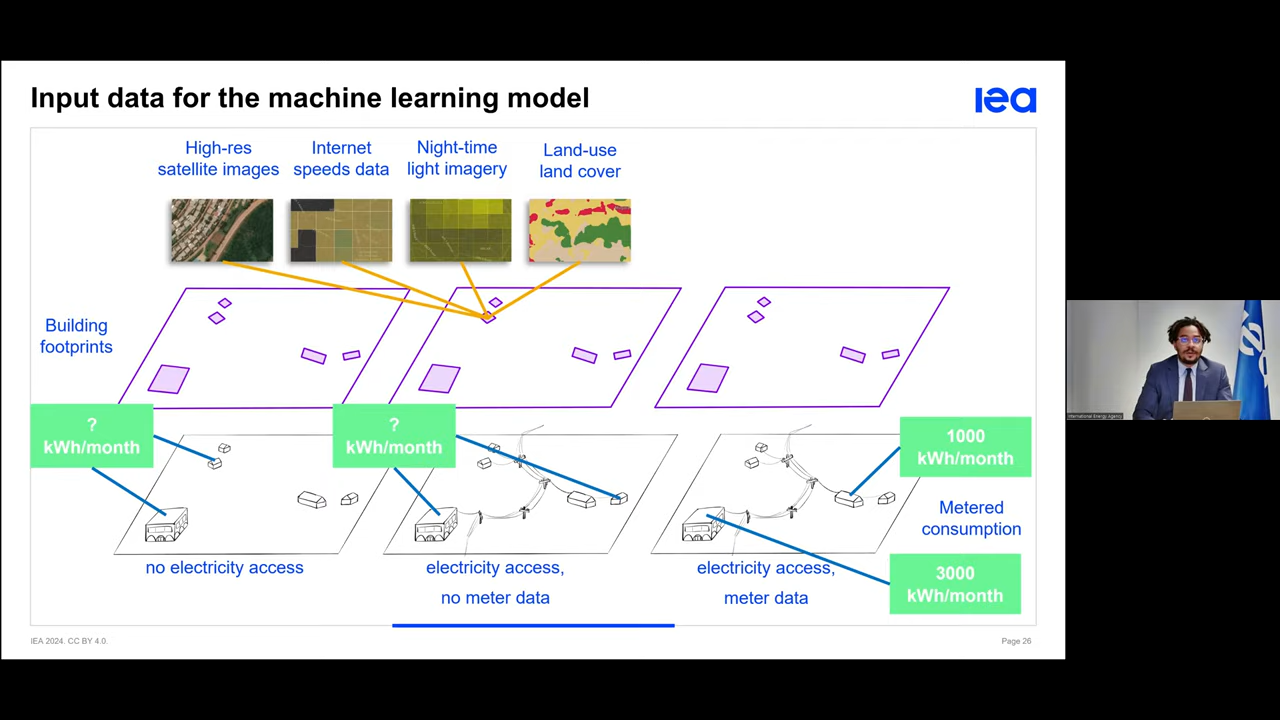 Input data for the machine learning model
iea
High-res
satellite images
Internet
speeds data
Night-time
light imagery
Land-use
land cover
Building
footprints
?
kWh/month
?
kWh/month
1000
kWh/month
Metered
consumption
3000
kWh/month
no electricity access
electricity access,
no meter data
electricity access,
meter data
IEA 2024. CC BY 4.0.
Page 26
International Energy Agency